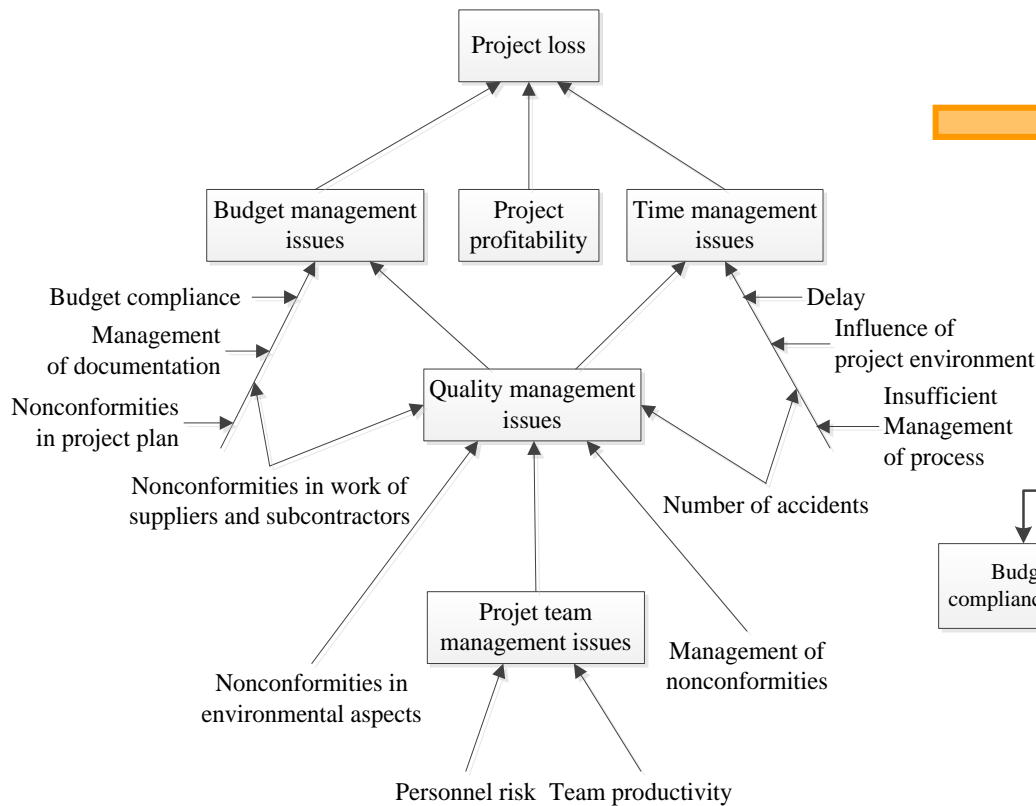 Project loss
Budget management
issues
Project
profitability
Time management
issues
Budget compliance
Delay
Management
of documentation
Influence of
project environment
Quality management
issues
Nonconformities
in project plan
Insufficient
Management
of process
Nonconformities in work of
suppliers and subcontractors
Number of accidents
Projet team
management issues
Management of
nonconformities
Nonconformities in
environmental aspects
Personnel risk
Team productivity